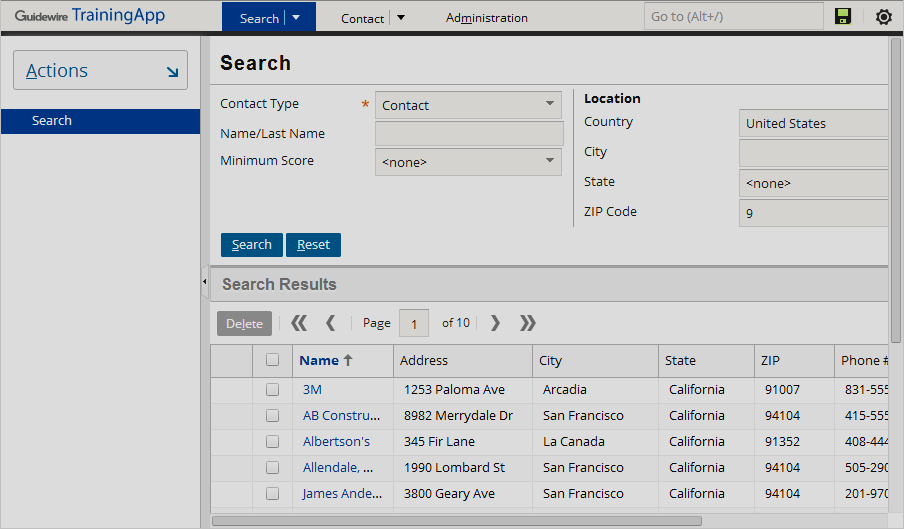 Guidewire TrainingApp Search Contact Administration Go to (Alt+/)
Actions
Search
Search
Contact Type * Contact
Name/Last Name
Minimum Score <none>
Location
Country United States
City
State <none>
ZIP Code 9
Search Reset
Search Results
Delete Page 1 of 10
Name Address City State ZIP Phone #
3M 1253 Paloma Ave Arcadia California 91007 831-555
AB Constru... 8982 Merrydale Dr San Francisco California 94104 415-555
Albertson's 345 Fir Lane La Canada California 91352 408-444
Allendale, ... 1990 Lombard St San Francisco California 94104 505-290
James Ande... 3800 Geary Ave San Francisco California 94104 201-970